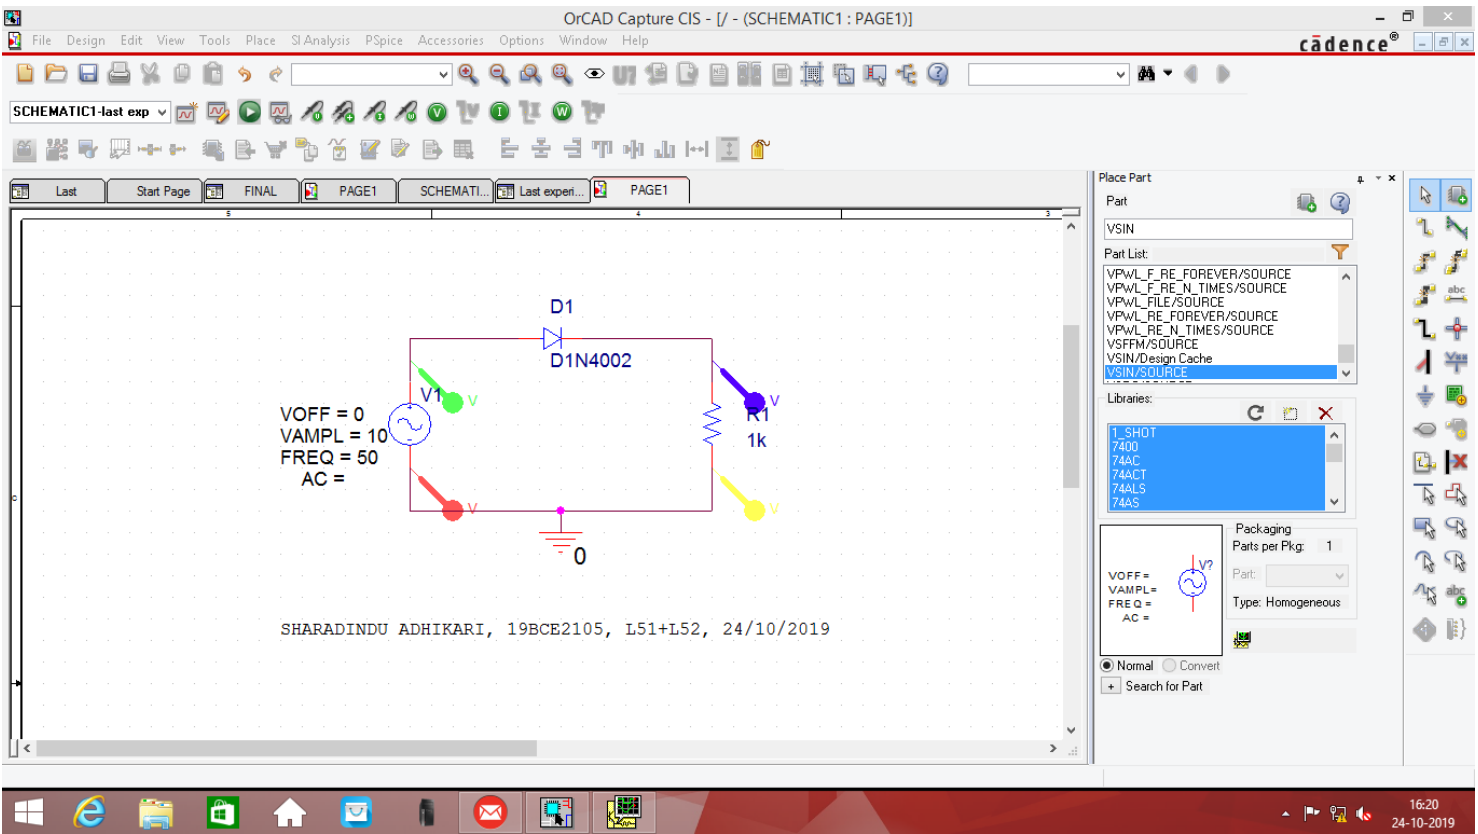 OrCAD Capture CIS - [/ - (SCHEMATIC1 : PAGE1)]
File Design Edit View Tools Place SI Analysis PSpice Accessories Options Window Help
cādence®
SCHEMATIC1-last exp
Last
Start Page
FINAL
PAGE1
SCHEMATI...
Last experi...
PAGE1
5
4
3
C
D1
D1N4002
V1
V
V
V
V
VOFF = 0
VAMPL = 10
FREQ = 50
AC =
R1
1k
0
SHARADINDU ADHIKARI, 19BCE2105, L51+L52, 24/10/2019
Place Part
Part
VSIN
Part List:
VPWL_F_RE_FOREVER/SOURCE
VPWL_F_RE_N_TIMES/SOURCE
VPWL_FILE/SOURCE
VPWL_RE_FOREVER/SOURCE
VPWL_RE_N_TIMES/SOURCE
VSFFM/SOURCE
VSIN/Design Cache
VSIN/SOURCE
Libraries:
1_SHOT
7400
74AC
74ACT
74ALS
74AS
V?
VOFF =
VAMPL=
FREQ =
AC =
Packaging
Parts per Pkg: 1
Part:
Type: Homogeneous
Normal
Convert
Search for Part
16:20
24-10-2019